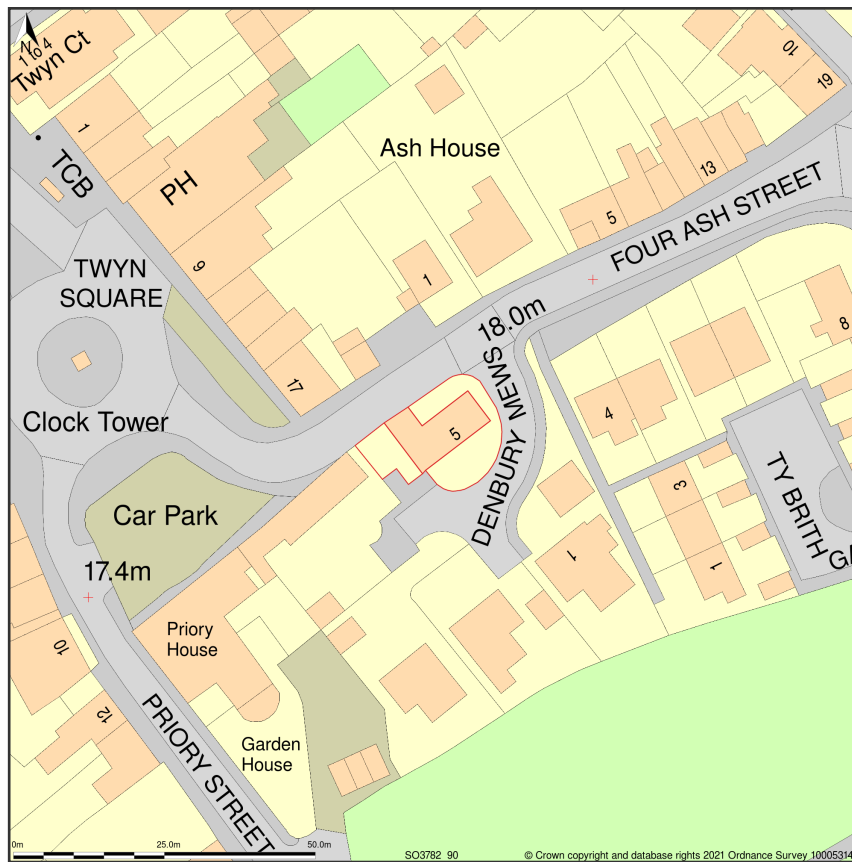 N
1 to 4
Twyn Ct
1
TCB
PH
9
17
Ash House
1
5
13
10
19
FOUR ASH STREET
TWYN
SQUARE
Clock Tower
18.0m
DENBURY MEWS
5
4
8
3
1
1
TY BRITH
GA
Car Park
17.4m
Priory
House
10
12
PRIORY STREET
Garden
House
0m
25.0m
50.0m
SO3782 90
© Crown copyright and database rights 2021 Ordnance Survey 10005314